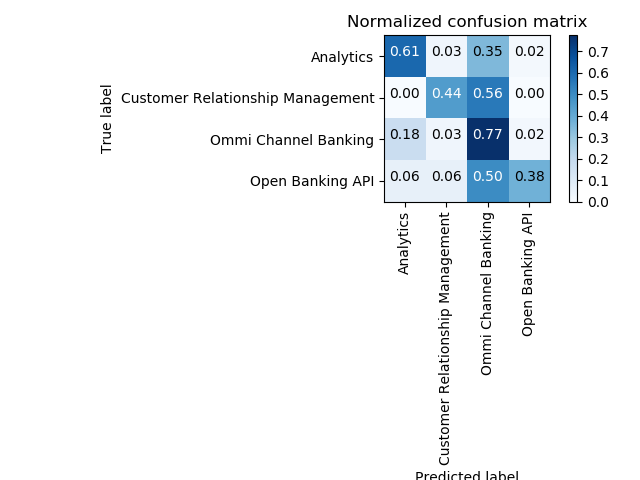 Normalized confusion matrix
True label
Analytics 0.61 0.03 0.35 0.02
Customer Relationship Management 0.00 0.44 0.56 0.00
Ommi Channel Banking 0.18 0.03 0.77 0.02
Open Banking API 0.06 0.06 0.50 0.38
Analytics
Customer Relationship Management
Ommi Channel Banking
Open Banking API
Predicted label
0.7
0.6
0.5
0.4
0.3
0.2
0.1
0.0